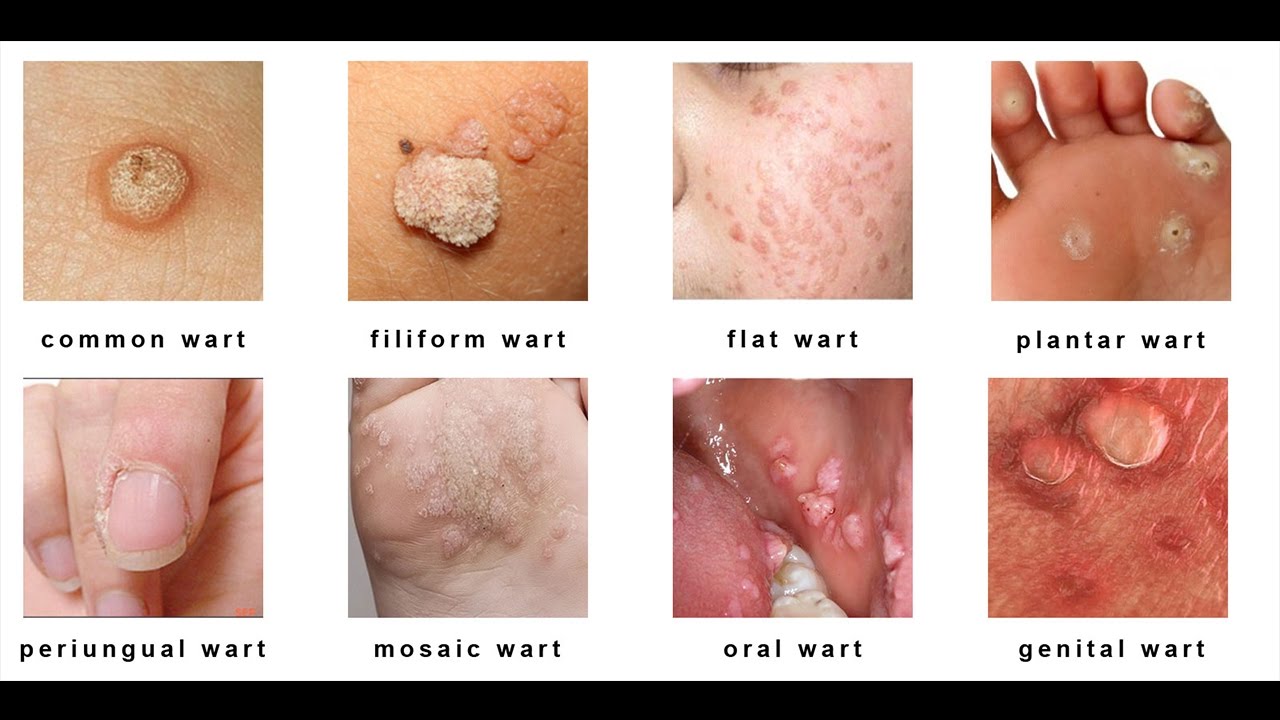 common wart
filiform wart
flat wart
plantar wart
periungual wart
mosaic wart
oral wart
genital wart